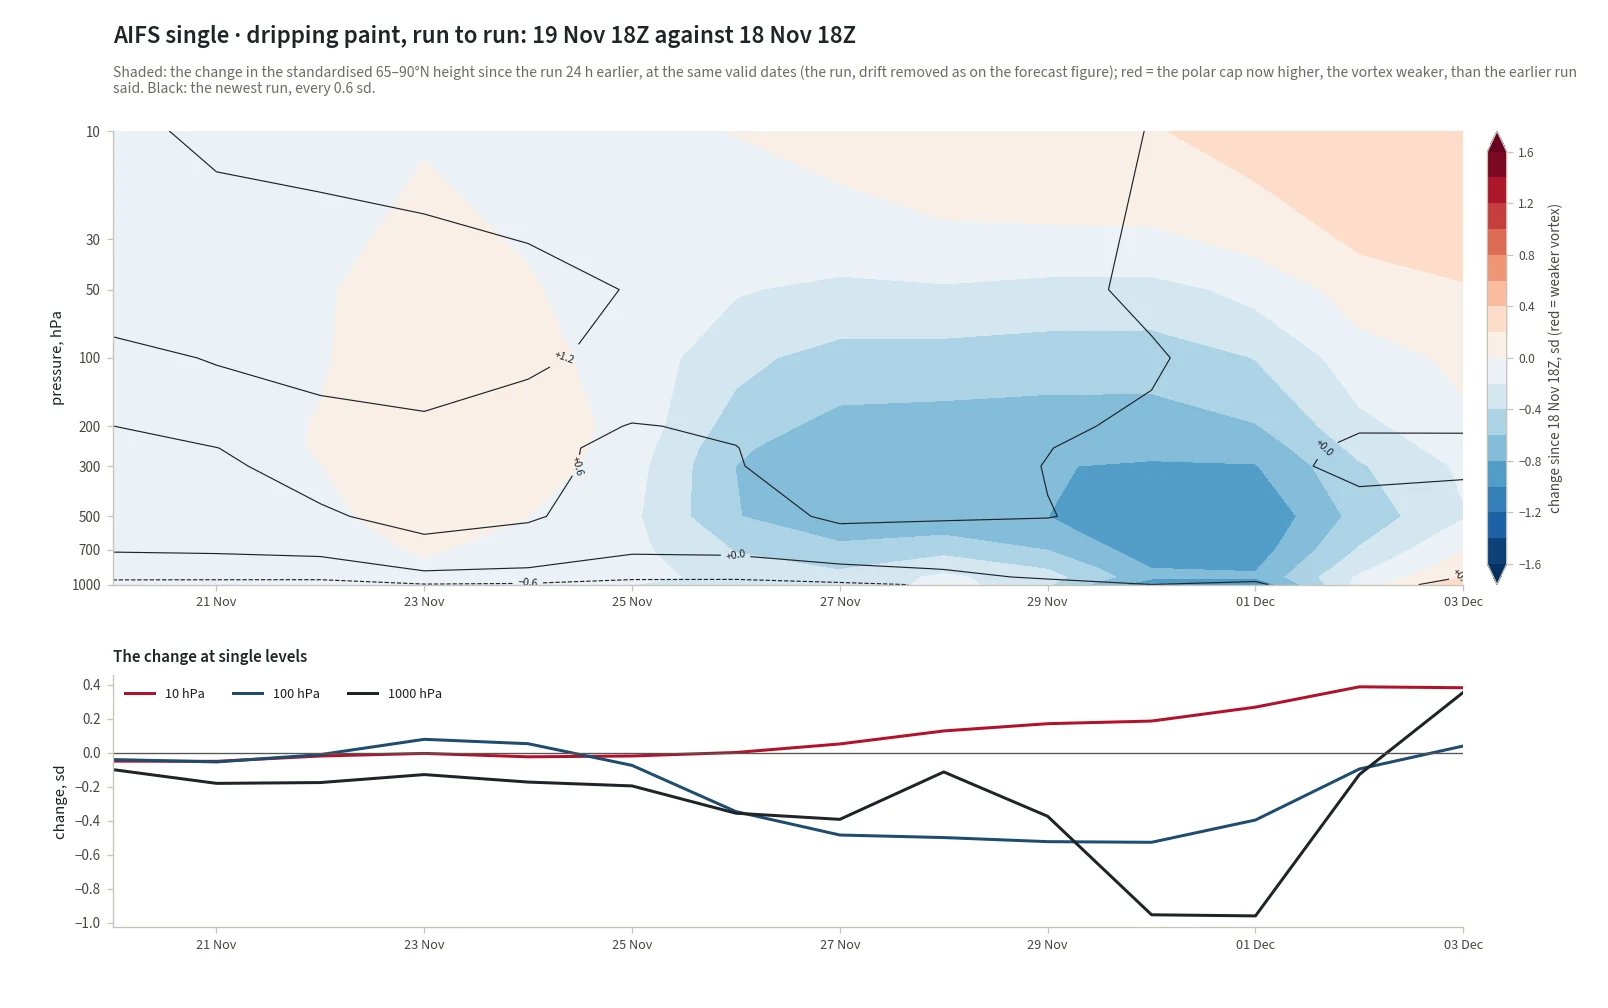 AIFS single · dripping paint, run to run: 19 Nov 18Z against 18 Nov 18Z
Shaded: the change in the standardised 65–90°N height since the run 24 h earlier, at the same valid dates (the run, drift removed as on the forecast figure); red = the polar cap now higher, the vortex weaker, than the earlier run
said. Black: the newest run, every 0.6 sd.
10
30
50
100
200
300
500
700
1000
pressure, hPa
+1.2
+0.6
+0.0
+0.0
−0.6
21 Nov
23 Nov
25 Nov
27 Nov
29 Nov
01 Dec
03 Dec
1.6
1.2
0.8
0.4
0.0
−0.4
−0.8
−1.2
−1.6
change since 18 Nov 18Z, sd (red = weaker vortex)
The change at single levels
10 hPa
100 hPa
1000 hPa
0.4
0.2
0.0
−0.2
−0.4
−0.6
−0.8
−1.0
change, sd
21 Nov
23 Nov
25 Nov
27 Nov
29 Nov
01 Dec
03 Dec